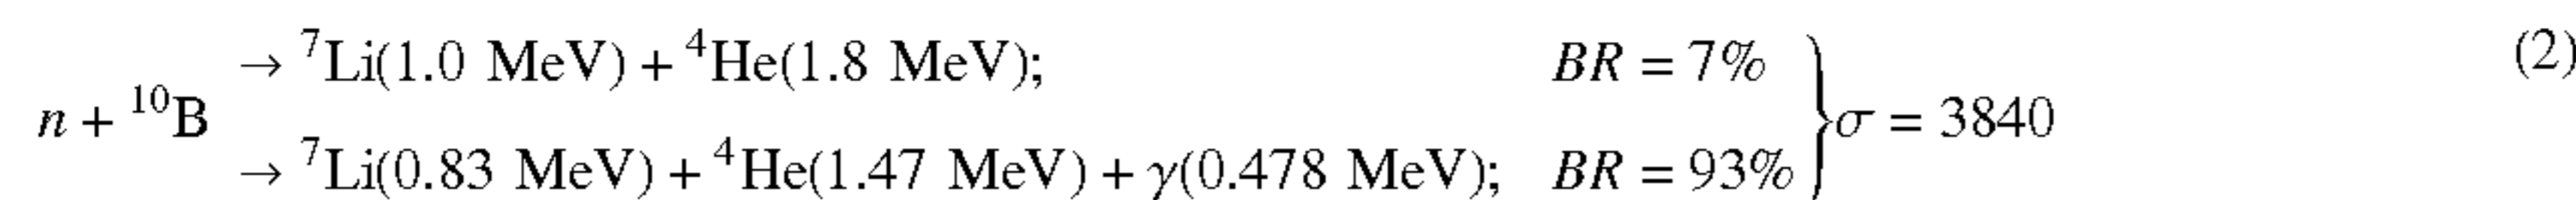 → ⁷Li(1.0 MeV) + ⁴He(1.8 MeV); BR = 7% (2)
n + ¹⁰B } σ = 3840
→ ⁷Li(0.83 MeV) + ⁴He(1.47 MeV) + γ(0.478 MeV); BR = 93%